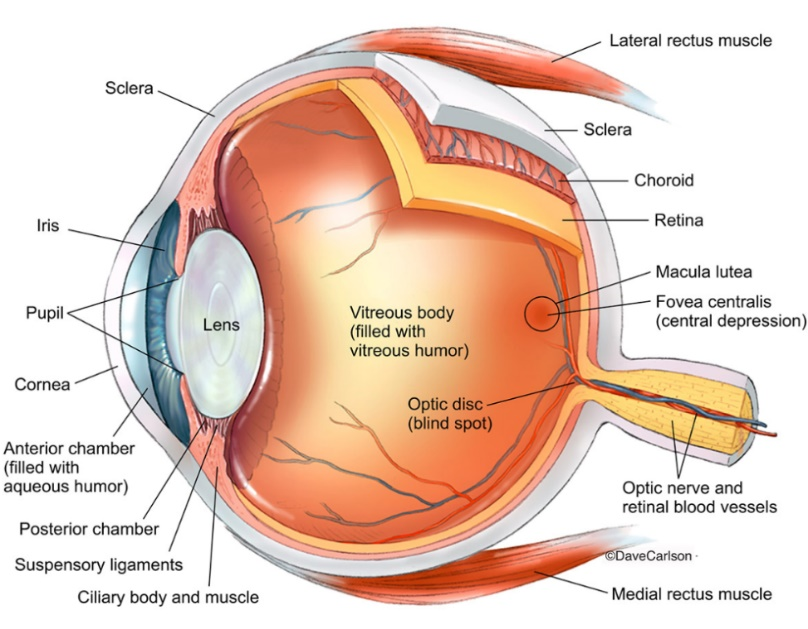 Lateral rectus muscle
Sclera
Sclera
Choroid
Retina
Iris
Macula lutea
Fovea centralis
(central depression)
Pupil
Lens
Vitreous body
(filled with
vitreous humor)
Cornea
Optic disc
(blind spot)
Anterior chamber
(filled with
aqueous humor)
Optic nerve and
retinal blood vessels
Posterior chamber
©DaveCarlson
Suspensory ligaments
Ciliary body and muscle
Medial rectus muscle